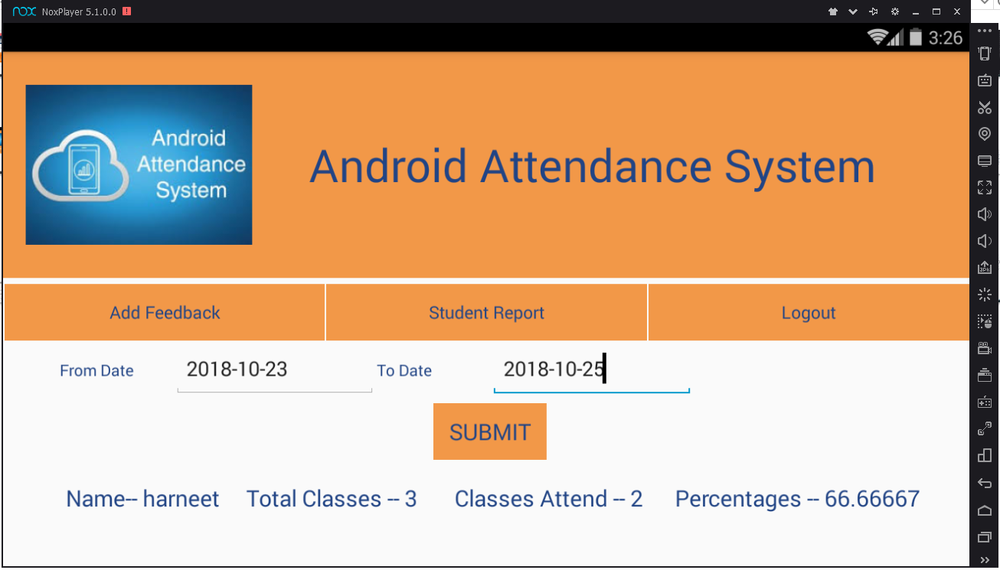 nox NoxPlayer 5.1.0.0
3:26
Android
Attendance
System
Android Attendance System
Add Feedback Student Report Logout
From Date 2018-10-23 To Date 2018-10-25
SUBMIT
Name-- harneet Total Classes -- 3 Classes Attend -- 2 Percentages -- 66.66667